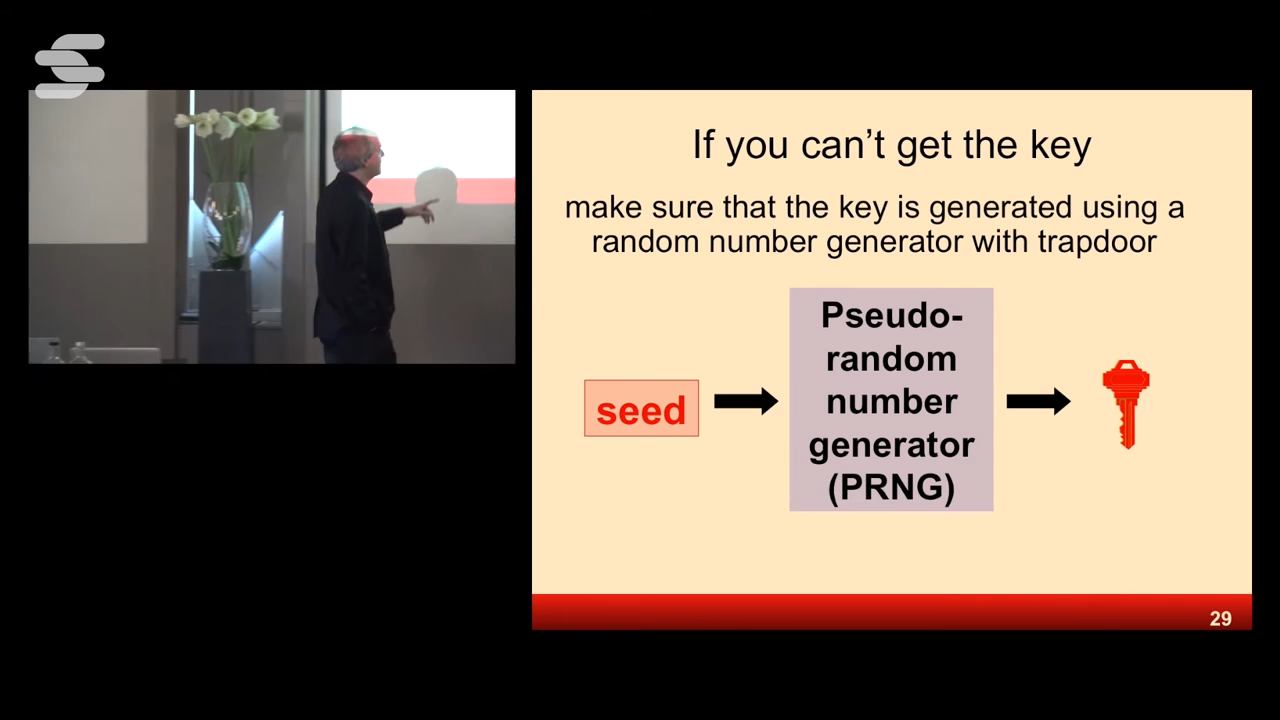 If you can’t get the key
make sure that the key is generated using a
random number generator with trapdoor
seed
Pseudo-
random
number
generator
(PRNG)
29